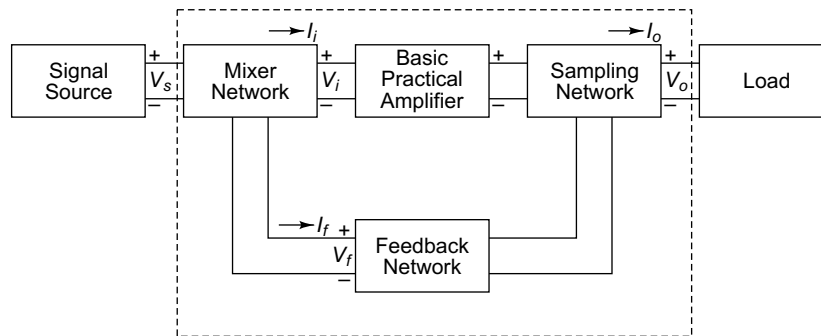 I_i
I_o
+ + + + +
Signal
Source
V_s
Mixer
Network
V_i
Basic
Practical
Amplifier
Sampling
Network
V_o
Load
− − − − −
I_f
+
V_f
−
Feedback
Network